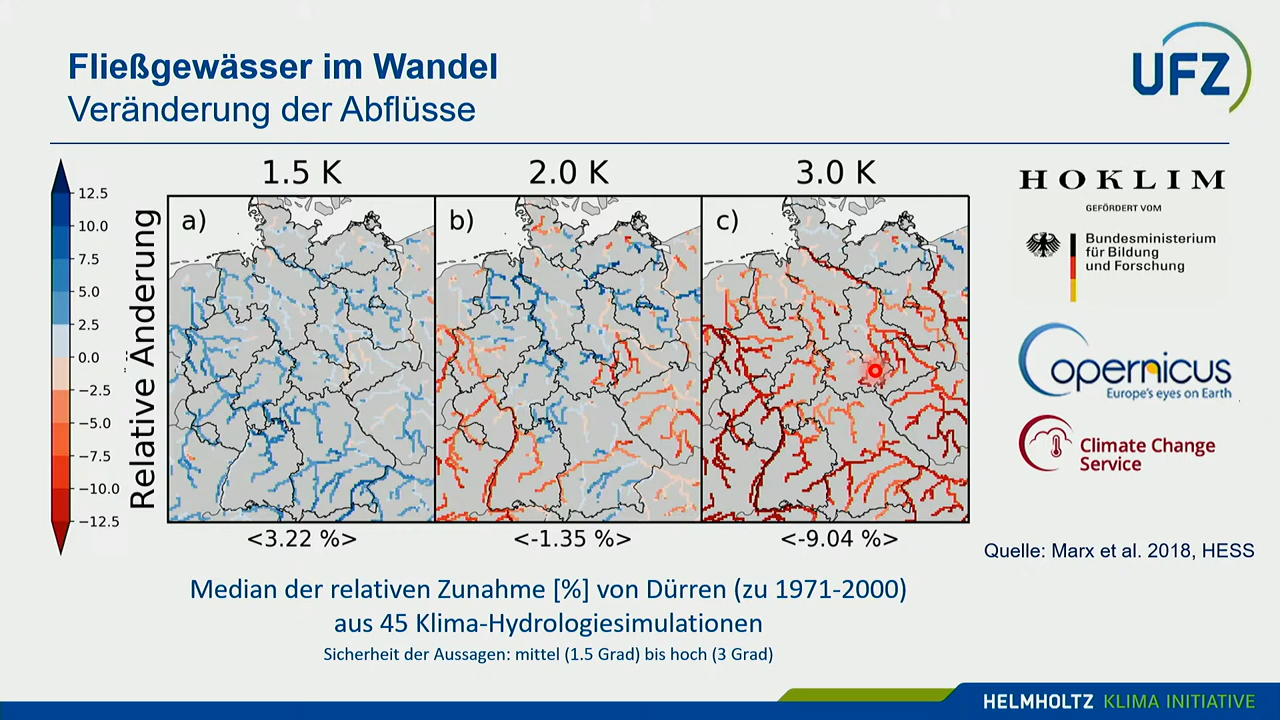 Fließgewässer im Wandel
Veränderung der Abflüsse
UFZ
1.5 K
2.0 K
3.0 K
12.5
10.0
7.5
5.0
2.5
0.0
−2.5
−5.0
−7.5
−10.0
−12.5
Relative Änderung
a)
b)
c)
<3.22 %>
<-1.35 %>
<-9.04 %>
HOKLIM
GEFÖRDERT VOM
Bundesministerium
für Bildung
und Forschung
Copernicus
Europe's eyes on Earth
Climate Change
Service
Quelle: Marx et al. 2018, HESS
Median der relativen Zunahme [%] von Dürren (zu 1971-2000)
aus 45 Klima-Hydrologiesimulationen
Sicherheit der Aussagen: mittel (1.5 Grad) bis hoch (3 Grad)
HELMHOLTZ KLIMA INITIATIVE